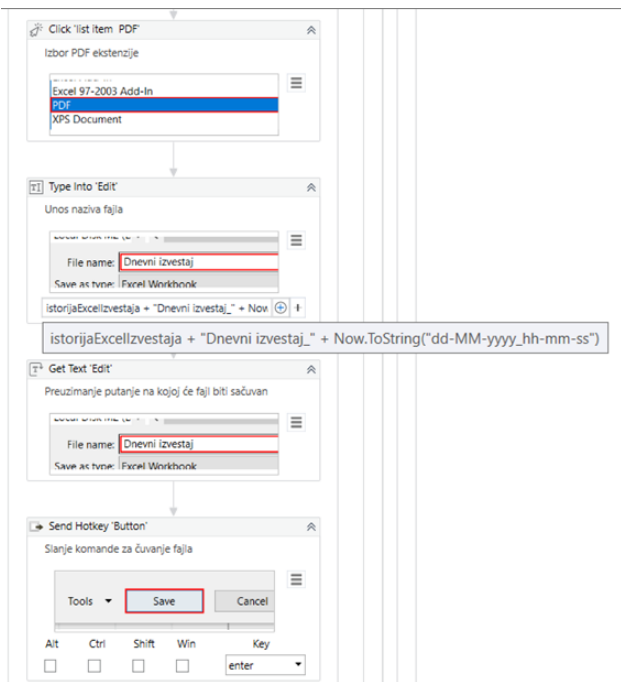 Click 'list item PDF'
Izbor PDF ekstenzije
Excel 97-2003 Add-In
PDF
XPS Document
Type Into 'Edit'
Unos naziva fajla
File name: Dnevni izvestaj
Save as type: Excel Workbook
istorijaExcelIzvestaja + "Dnevni izvestaj_" + Nov
istorijaExcelIzvestaja + "Dnevni izvestaj_" + Now.ToString("dd-MM-yyyy_hh-mm-ss")
Get Text 'Edit'
Preuzimanje putanje na kojoj će fajl biti sačuvan
File name: Dnevni izvestaj
Save as type: Excel Workbook
Send Hotkey 'Button'
Slanje komande za čuvanje fajla
Tools Save Cancel
Alt Ctrl Shift Win Key
enter